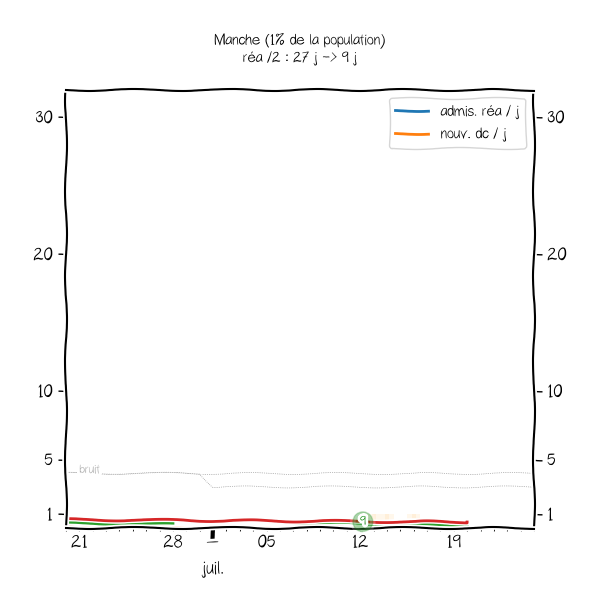 Manche (1% de la population)
réa /2 : 27 j -> 9 j
admis. réa / j
nouv. dc / j
30 30
20 20
10 10
5 5
bruit
1 1
9
21 28 1 05 12 19
juil.